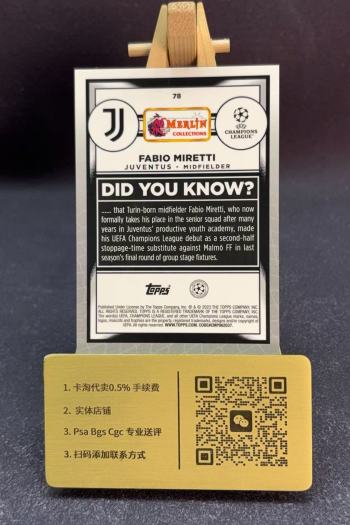 78
MERLIN
COLLECTIONS
CHAMPIONS
LEAGUE
FABIO MIRETTI
JUVENTUS • MIDFIELDER
DID YOU KNOW?
...... that Turin-born midfielder Fabio Miretti, who now
formally takes his place in the senior squad after many
years in Juventus' productive youth academy, made
his UEFA Champions League debut as a second-half
stoppage-time substitute against Malmö FF in last
season's final round of group stage fixtures.
topps
1. 卡淘代卖0.5% 手续费
2. 实体店铺
3. Psa Bgs Cgc 专业送评
3. 扫码添加联系方式